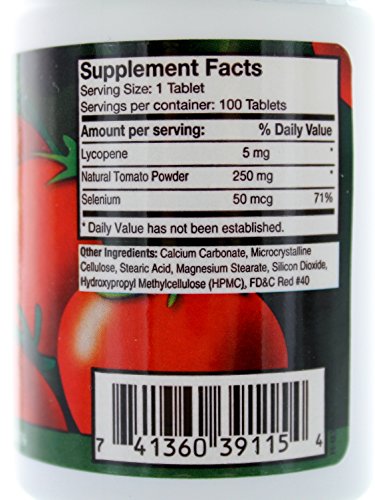 Supplement Facts
Serving Size: 1 Tablet
Servings per container: 100 Tablets
Amount per serving: % Daily Value
Lycopene 5 mg *
Natural Tomato Powder 250 mg *
Selenium 50 mcg 71%
* Daily Value has not been established.
Other Ingredients: Calcium Carbonate, Microcrystalline
Cellulose, Stearic Acid, Magnesium Stearate, Silicon Dioxide,
Hydroxypropyl Methylcellulose (HPMC), FD&C Red #40
7 41360 39115 4